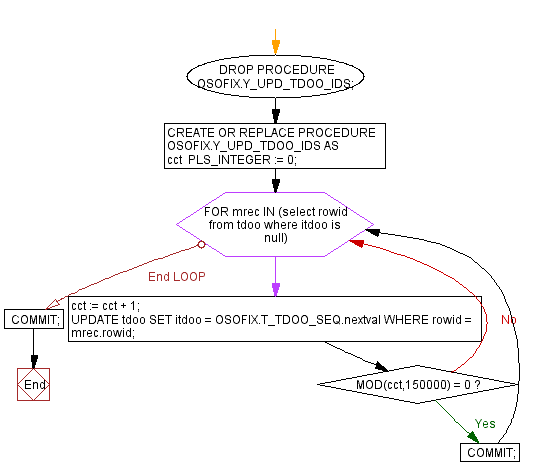 DROP PROCEDURE
OSOFIX.Y_UPD_TDOO_IDS;
CREATE OR REPLACE PROCEDURE
OSOFIX.Y_UPD_TDOO_IDS AS
cct PLS_INTEGER := 0;
FOR mrec IN (select rowid
from tdoo where itdoo is
null)
End LOOP
cct := cct + 1;
UPDATE tdoo SET itdoo = OSOFIX.T_TDOO_SEQ.nextval WHERE rowid =
mrec.rowid;
COMMIT;
No
End
MOD(cct,150000) = 0 ?
Yes
COMMIT;